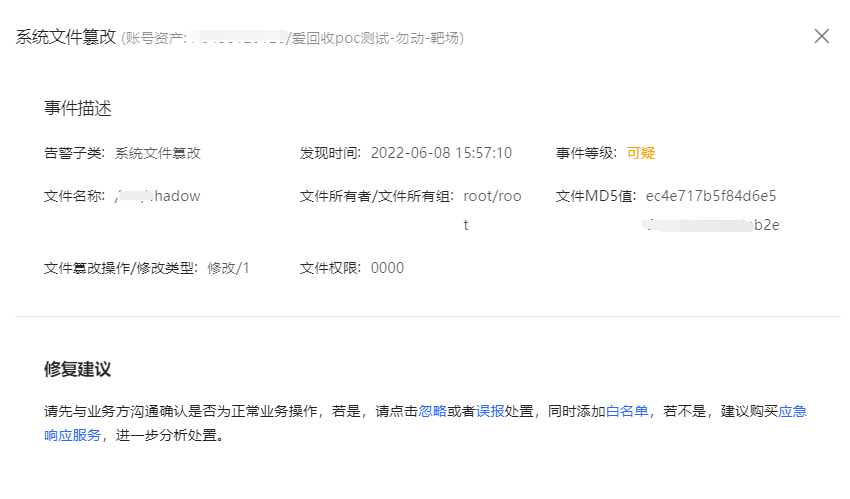 系统文件篡改 (账号资产: /爱回收poc测试-勿动-靶场)
事件描述
告警子类: 系统文件篡改 发现时间: 2022-06-08 15:57:10 事件等级: 可疑
文件名称: / hadow 文件所有者/文件所有组: root/roo 文件MD5值: ec4e717b5f84d6e5
t b2e
文件篡改操作/修改类型: 修改/1 文件权限: 0000
修复建议
请先与业务方沟通确认是否为正常业务操作，若是，请点击忽略或者误报处置，同时添加白名单，若不是，建议购买应急
响应服务，进一步分析处置。